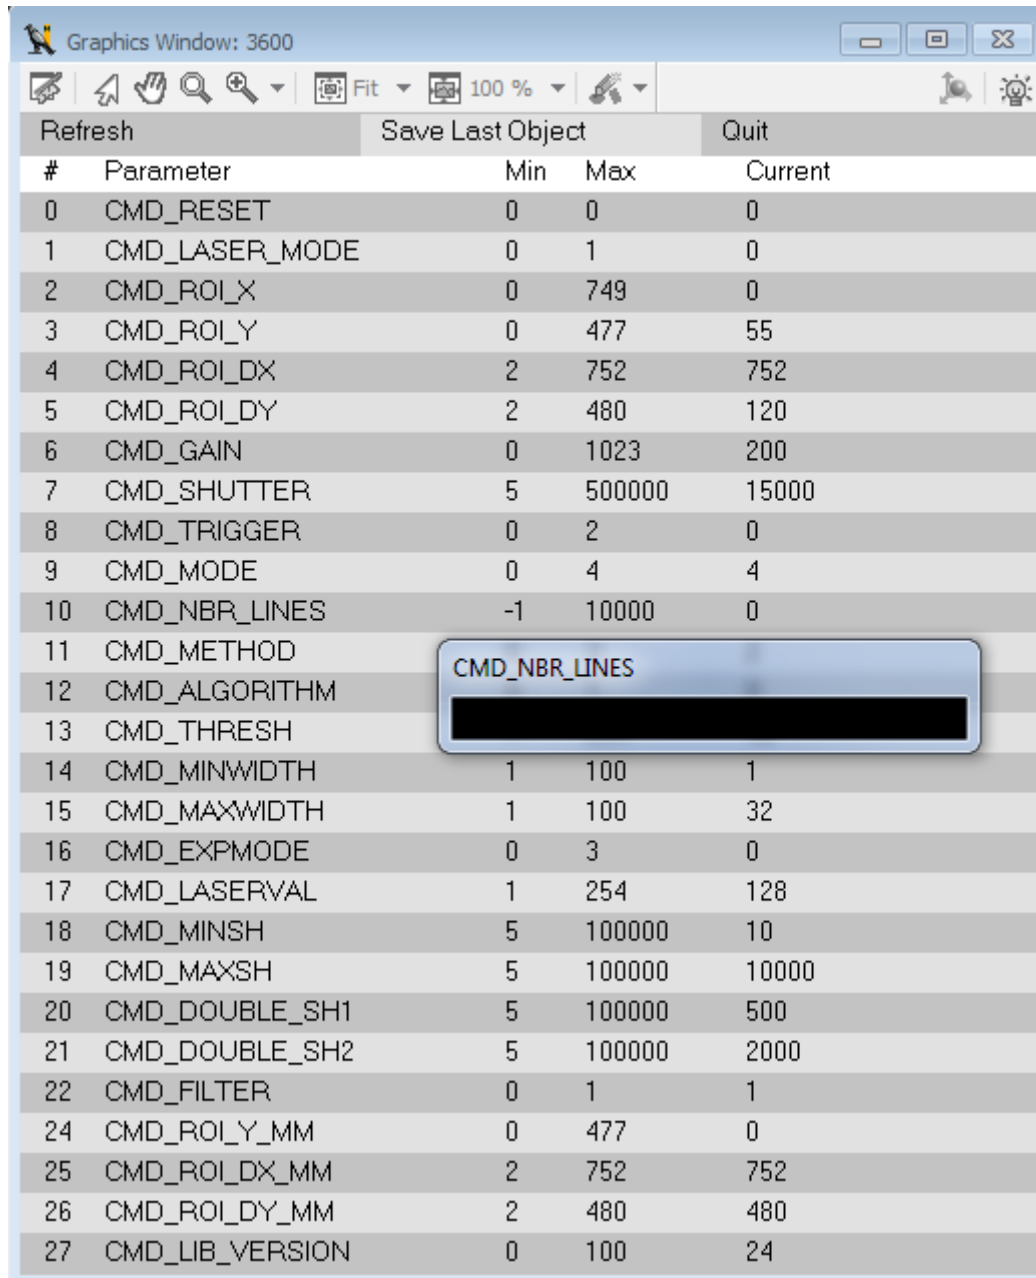 Graphics Window: 3600
Fit 100 %
Refresh Save Last Object Quit
# Parameter Min Max Current
0 CMD_RESET 0 0 0
1 CMD_LASER_MODE 0 1 0
2 CMD_ROI_X 0 749 0
3 CMD_ROI_Y 0 477 55
4 CMD_ROI_DX 2 752 752
5 CMD_ROI_DY 2 480 120
6 CMD_GAIN 0 1023 200
7 CMD_SHUTTER 5 500000 15000
8 CMD_TRIGGER 0 2 0
9 CMD_MODE 0 4 4
10 CMD_NBR_LINES -1 10000 0
11 CMD_METHOD
CMD_NBR_LINES
12 CMD_ALGORITHM
13 CMD_THRESH
14 CMD_MINWIDTH 1 100 1
15 CMD_MAXWIDTH 1 100 32
16 CMD_EXPMODE 0 3 0
17 CMD_LASERVAL 1 254 128
18 CMD_MINSH 5 100000 10
19 CMD_MAXSH 5 100000 10000
20 CMD_DOUBLE_SH1 5 100000 500
21 CMD_DOUBLE_SH2 5 100000 2000
22 CMD_FILTER 0 1 1
24 CMD_ROI_Y_MM 0 477 0
25 CMD_ROI_DX_MM 2 752 752
26 CMD_ROI_DY_MM 2 480 480
27 CMD_LIB_VERSION 0 100 24